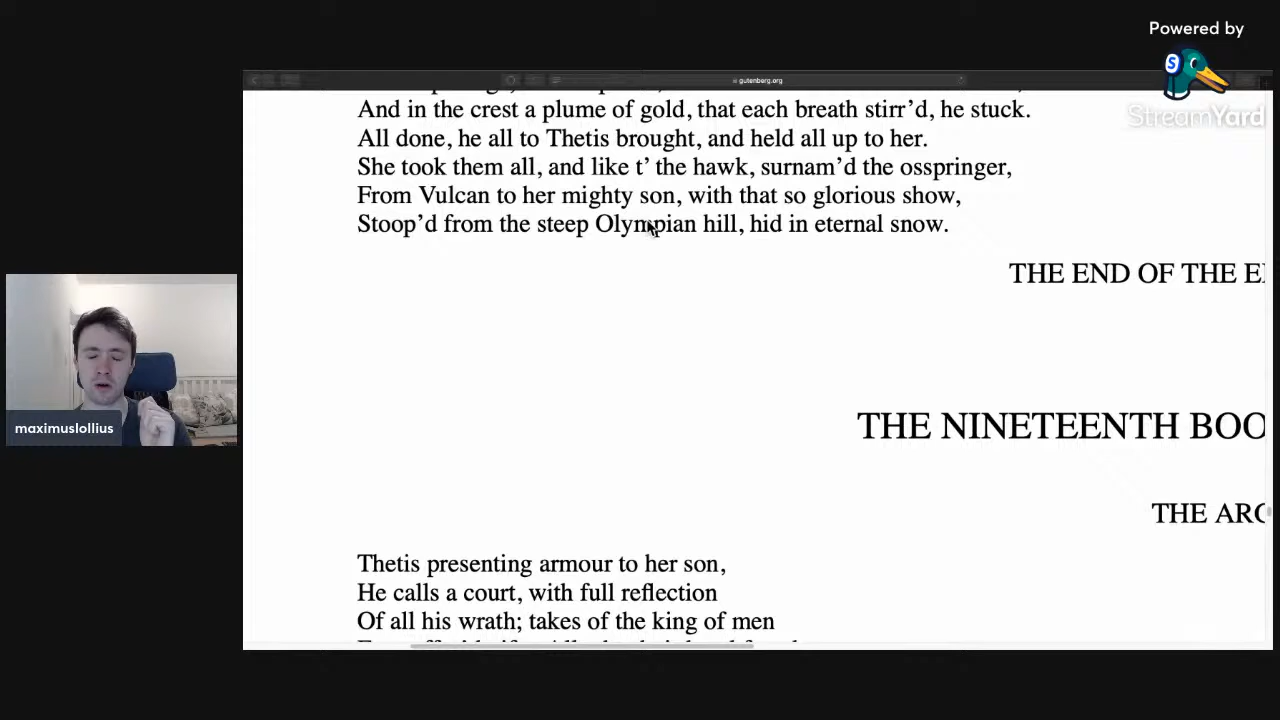 Powered by
S
StreamYard
gutenberg.org
And in the crest a plume of gold, that each breath stirr’d, he stuck.
All done, he all to Thetis brought, and held all up to her.
She took them all, and like t’ the hawk, surnam’d the osspringer,
From Vulcan to her mighty son, with that so glorious show,
Stoop’d from the steep Olympian hill, hid in eternal snow.
THE END OF THE
THE NINETEENTH BOO
THE ARG
Thetis presenting armour to her son,
He calls a court, with full reflection
Of all his wrath; takes of the king of men
maximuslollius